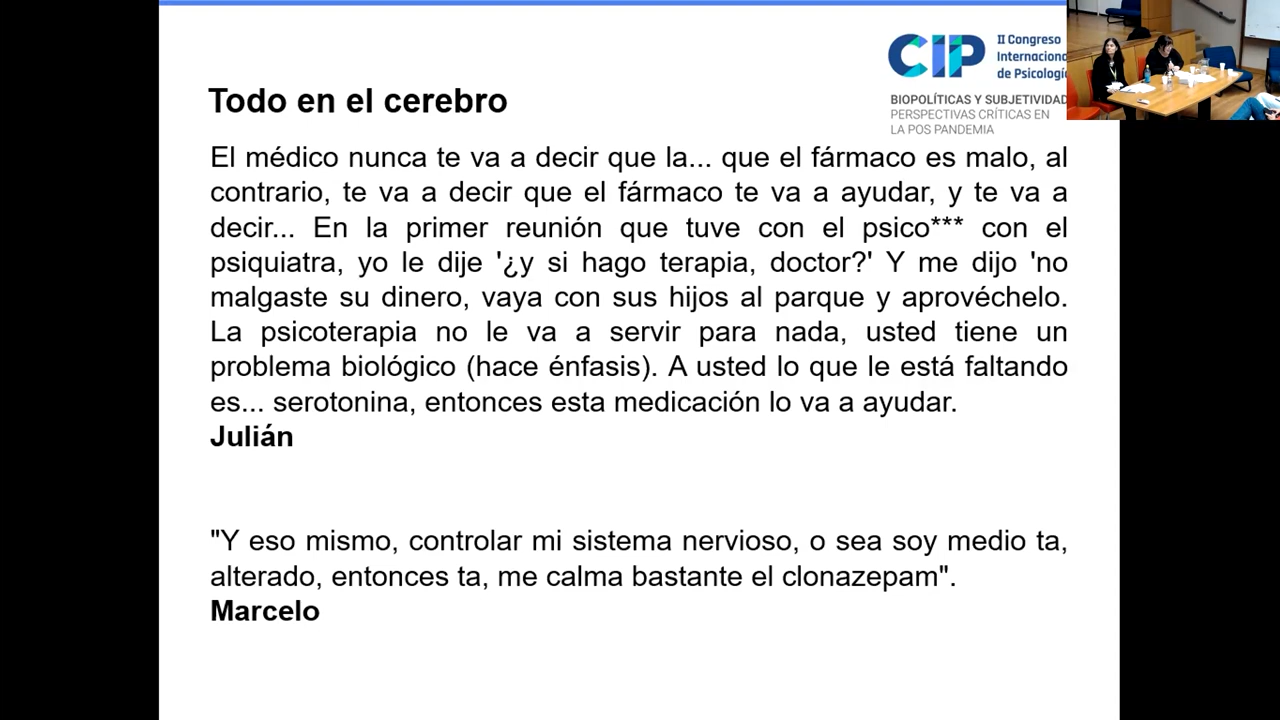 CIP
II Congreso
Internaciona
de Psicologí
BIOPOLÍTICAS Y SUBJETIVIDAD
PERSPECTIVAS CRÍTICAS EN
LA POS PANDEMIA
Todo en el cerebro
El médico nunca te va a decir que la... que el fármaco es malo, al
contrario, te va a decir que el fármaco te va a ayudar, y te va a
decir... En la primer reunión que tuve con el psico*** con el
psiquiatra, yo le dije '¿y si hago terapia, doctor?' Y me dijo 'no
malgaste su dinero, vaya con sus hijos al parque y aprovéchelo.
La psicoterapia no le va a servir para nada, usted tiene un
problema biológico (hace énfasis). A usted lo que le está faltando
es... serotonina, entonces esta medicación lo va a ayudar.
Julián
"Y eso mismo, controlar mi sistema nervioso, o sea soy medio ta,
alterado, entonces ta, me calma bastante el clonazepam".
Marcelo